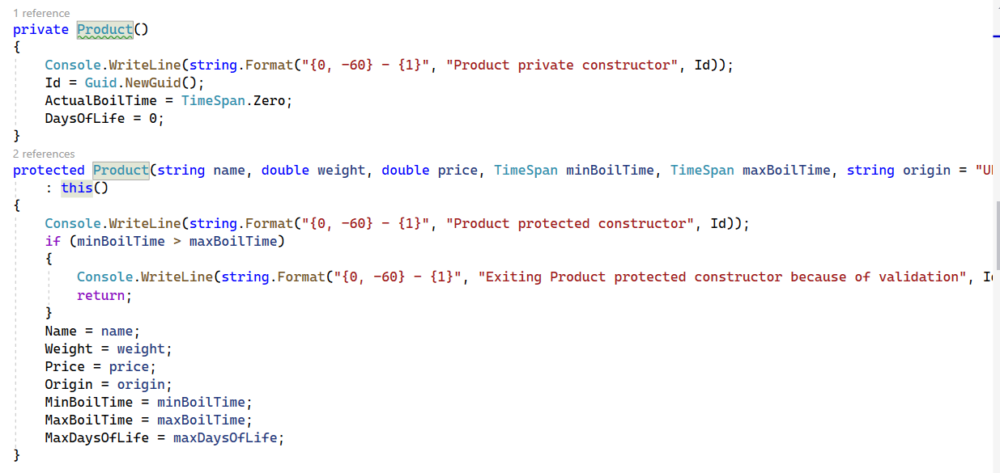 1 reference
private Product()
{
    Console.WriteLine(string.Format("{0, -60} - {1}", "Product private constructor", Id));
    Id = Guid.NewGuid();
    ActualBoilTime = TimeSpan.Zero;
    DaysOfLife = 0;
}
2 references
protected Product(string name, double weight, double price, TimeSpan minBoilTime, TimeSpan maxBoilTime, string origin = "
    : this()
{
    Console.WriteLine(string.Format("{0, -60} - {1}", "Product protected constructor", Id));
    if (minBoilTime > maxBoilTime)
    {
        Console.WriteLine(string.Format("{0, -60} - {1}", "Exiting Product protected constructor because of validation",
        return;
    }
    Name = name;
    Weight = weight;
    Price = price;
    Origin = origin;
    MinBoilTime = minBoilTime;
    MaxBoilTime = maxBoilTime;
    MaxDaysOfLife = maxDaysOfLife;
}